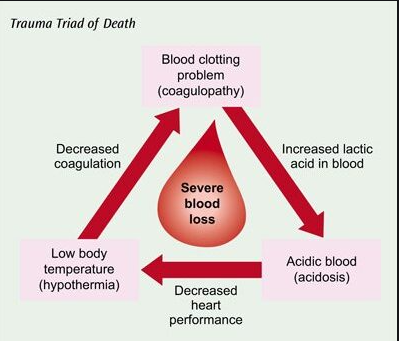 Trauma Triad of Death
Blood clotting
problem
(coagulopathy)
Decreased
coagulation
Increased lactic
acid in blood
Severe
blood
loss
Low body
temperature
(hypothermia)
Acidic blood
(acidosis)
Decreased
heart
performance